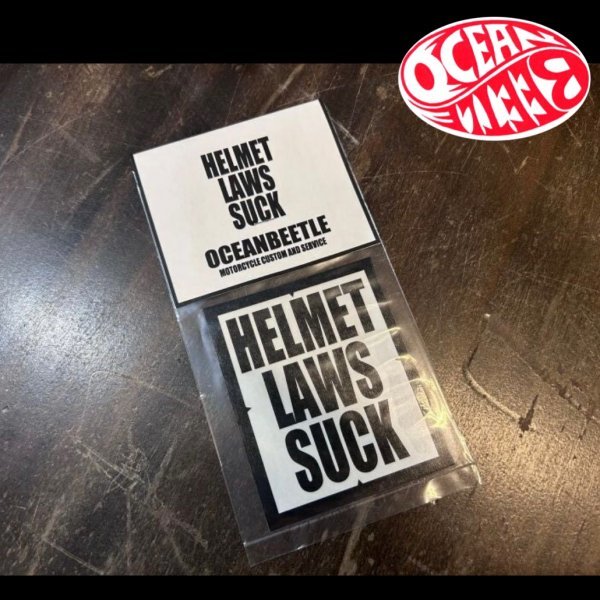 OCEAN
BEETLE
HELMET
LAWS
SUCK
OCEANBEETLE
MOTORCYCLE CUSTOM AND SERVICE
HELMET
LAWS
SUCK